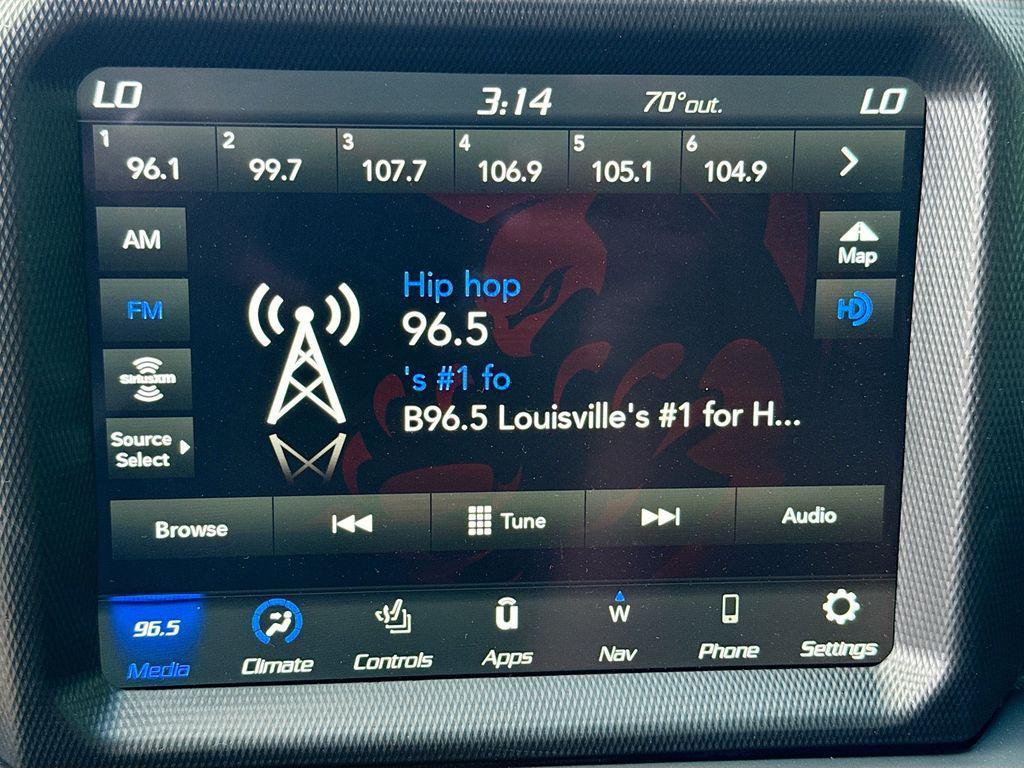 LO 3:14 70° out. LO
1 96.1 2 99.7 3 107.7 4 106.9 5 105.1 6 104.9
AM
Map
FM
HD
Hip hop
96.5
's #1 fo
B96.5 Louisville's #1 for H...
siriusxm
Source
Select
Browse Tune Audio
96.5 u W
Media Climate Controls Apps Nav Phone Settings